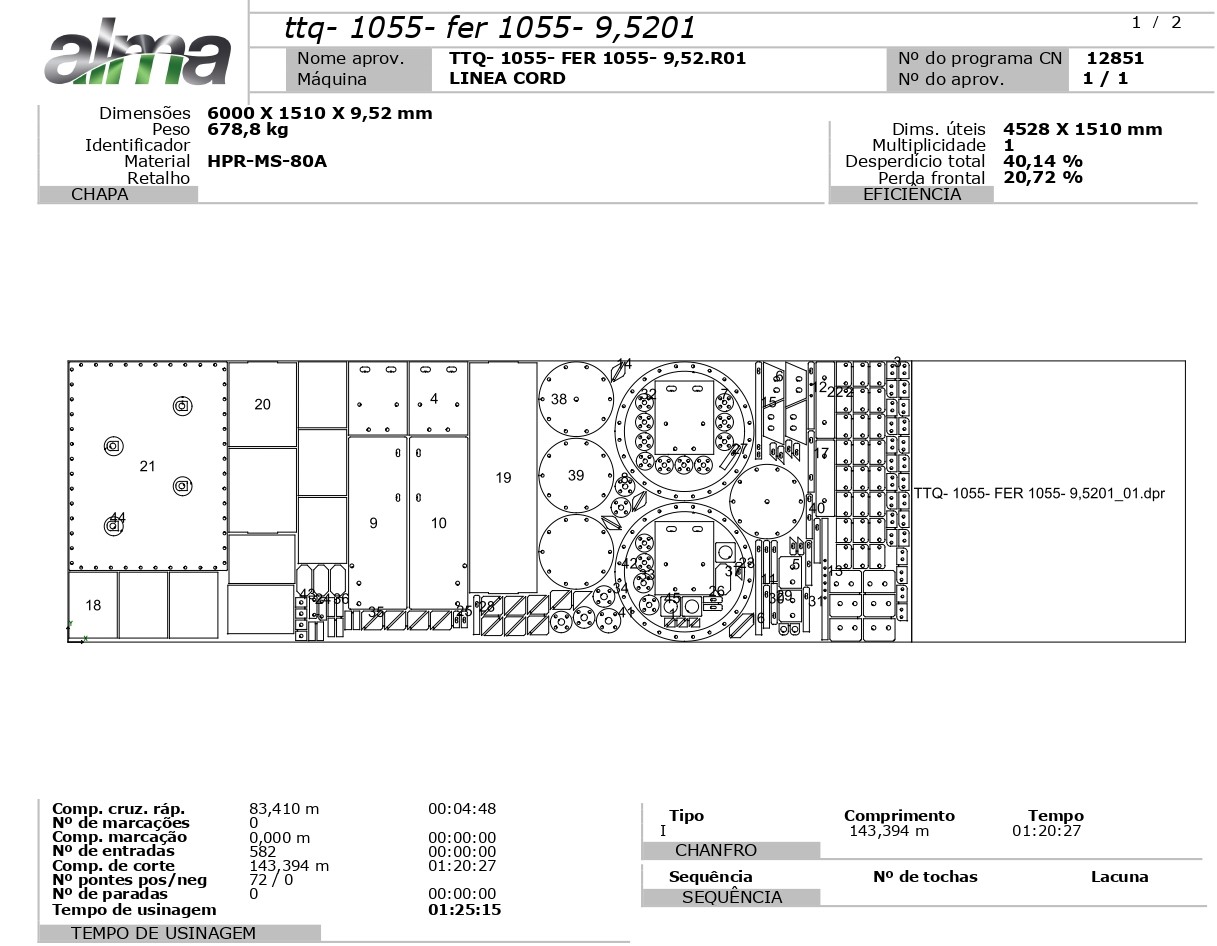 alma
ttq- 1055- fer 1055- 9,5201
1 / 2
Nome aprov. TTQ- 1055- FER 1055- 9,52.R01 Nº do programa CN 12851
Máquina LINEA CORD Nº do aprov. 1 / 1
Dimensões 6000 X 1510 X 9,52 mm
Peso 678,8 kg
Identificador
Material HPR-MS-80A
Retalho
CHAPA
Dims. úteis 4528 X 1510 mm
Multiplicidade 1
Desperdício total 40,14 %
Perda frontal 20,72 %
EFICIÊNCIA
14
3
20
4
38
32
7
6
15
12
22
2
21
19
39
27
17
8
TTQ- 1055- FER 1055- 9,5201_01.dpr
44
9
10
40
42
33
37
28
11
5
13
18
43
24
36
35
25
28
34
41
45
26
1
30
29
31
6
Y
X
Comp. cruz. ráp. 83,410 m 00:04:48
Nº de marcações 0
Comp. marcação 0,000 m 00:00:00
Nº de entradas 582 00:00:00
Comp. de corte 143,394 m 01:20:27
Nº pontes pos/neg 72 / 0
Nº de paradas 0 00:00:00
Tempo de usinagem 01:25:15
TEMPO DE USINAGEM
Tipo Comprimento Tempo
I 143,394 m 01:20:27
CHANFRO
Sequência Nº de tochas Lacuna
SEQUÊNCIA